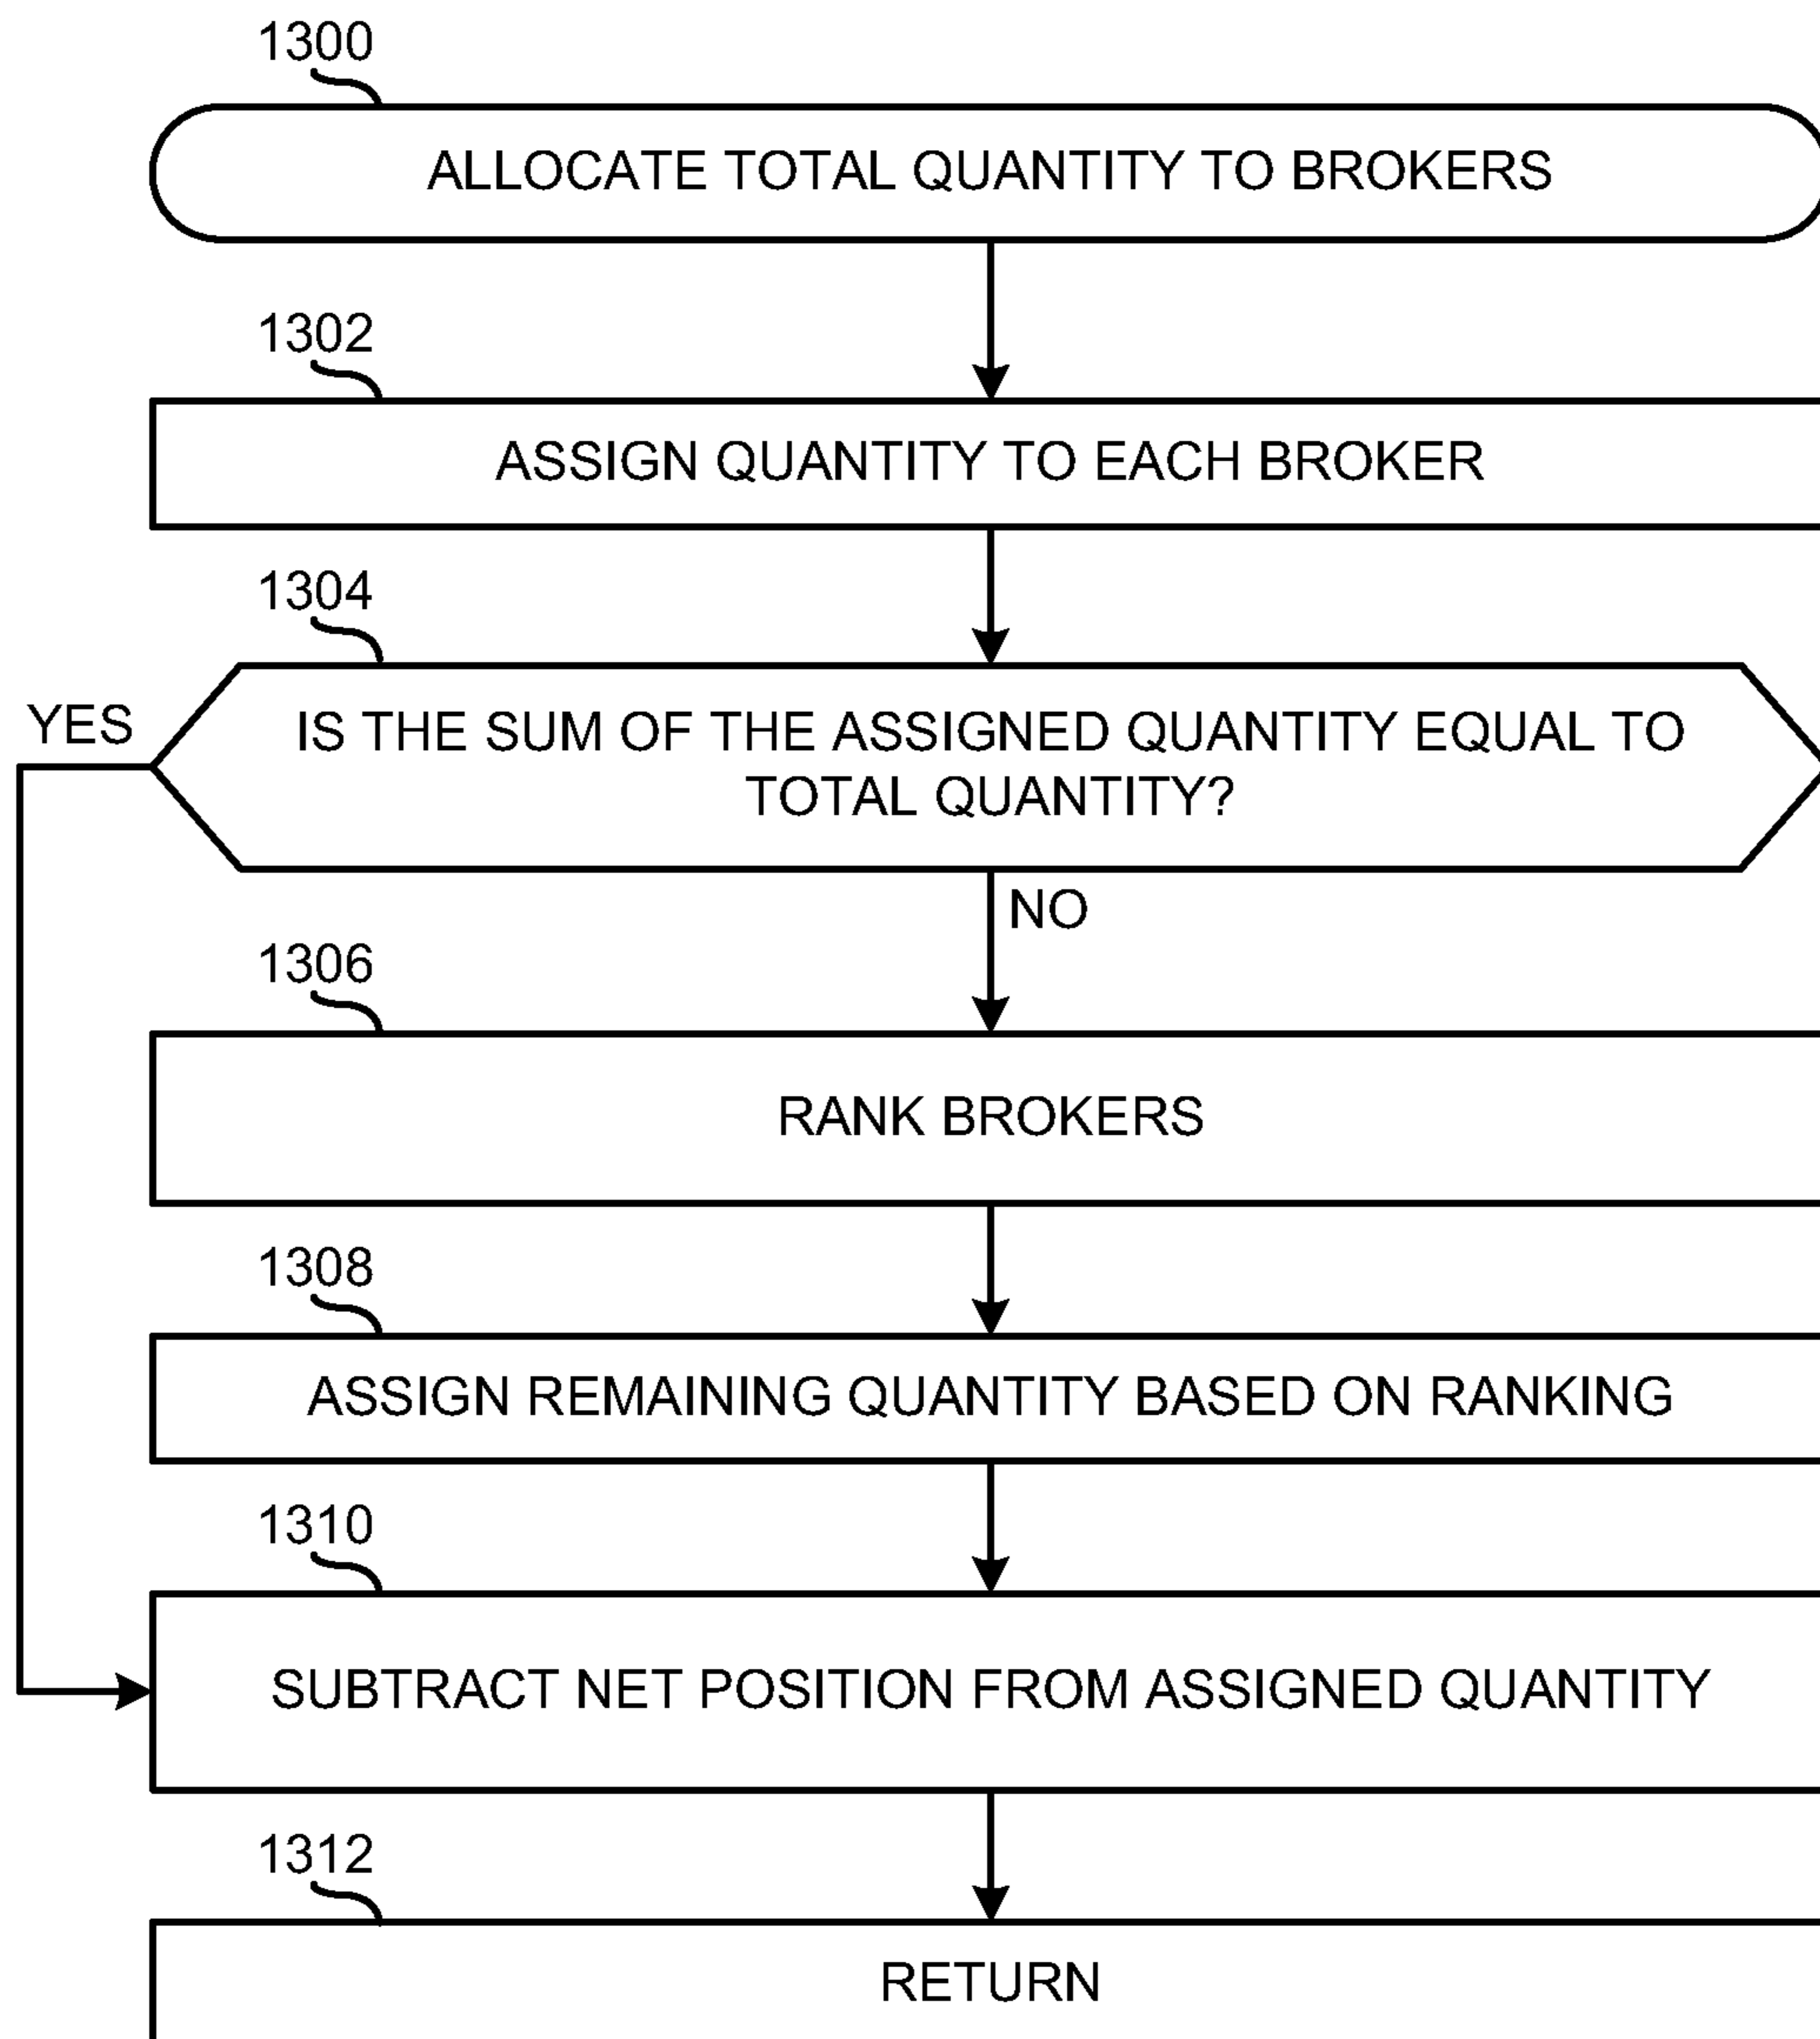 1300
ALLOCATE TOTAL QUANTITY TO BROKERS
1302
ASSIGN QUANTITY TO EACH BROKER
1304
YES
IS THE SUM OF THE ASSIGNED QUANTITY EQUAL TO
TOTAL QUANTITY?
NO
1306
RANK BROKERS
1308
ASSIGN REMAINING QUANTITY BASED ON RANKING
1310
SUBTRACT NET POSITION FROM ASSIGNED QUANTITY
1312
RETURN